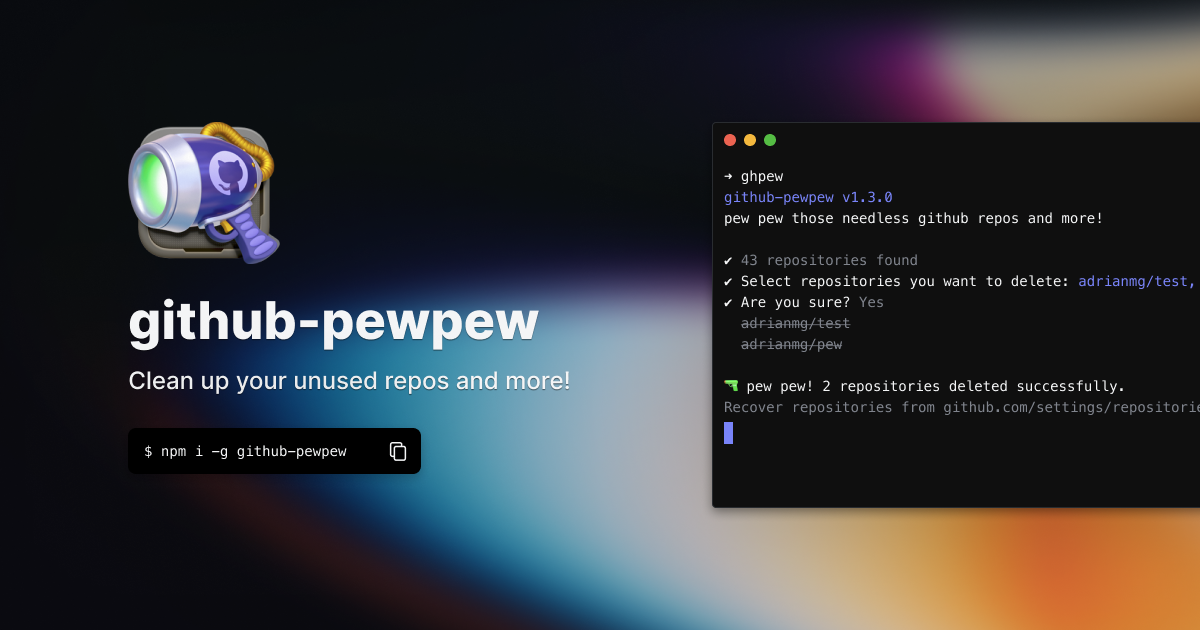 github-pewpew
Clean up your unused repos and more!
$ npm i -g github-pewpew
➜ ghpew
github-pewpew v1.3.0
pew pew those needless github repos and more!
✔ 43 repositories found
✔ Select repositories you want to delete: adrianmg/test,
✔ Are you sure? Yes
adrianmg/test
adrianmg/pew
🔫 pew pew! 2 repositories deleted successfully.
Recover repositories from github.com/settings/repositorie